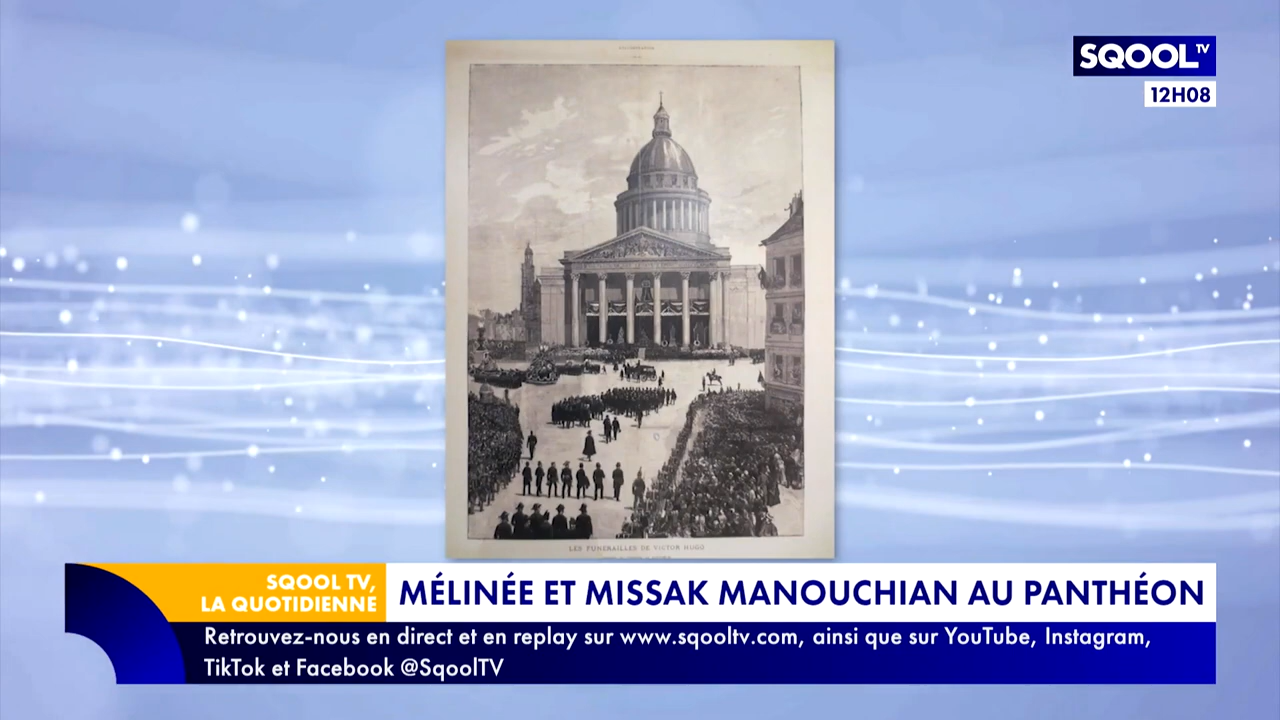 SQOOL TV
12H08
LES FUNÉRAILLES DE VICTOR HUGO
SQOOL TV,
LA QUOTIDIENNE
MÉLINÉE ET MISSAK MANOUCHIAN AU PANTHÉON
Retrouvez-nous en direct et en replay sur www.sqooltv.com, ainsi que sur YouTube, Instagram,
TikTok et Facebook @SqoolTV